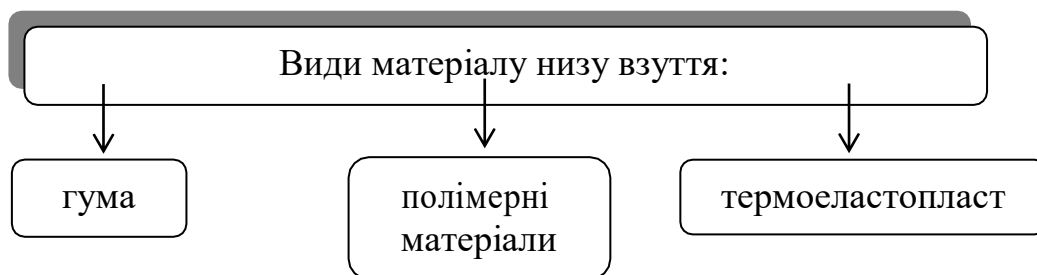 Види матеріалу низу взуття:
гума
полімерні
матеріали
термоеластопласт